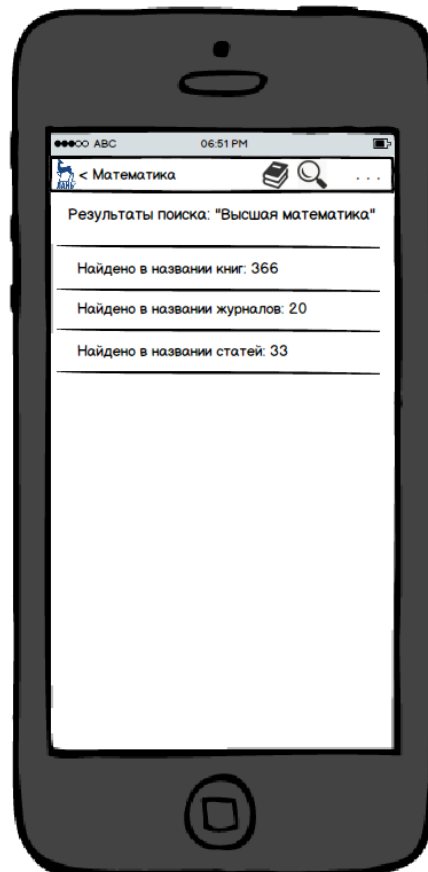 ABC 06:51 PM
ЛАНЬ < Математика ...
Результаты поиска: "Высшая математика"
Найдено в названии книг: 366
Найдено в названии журналов: 20
Найдено в названии статей: 33